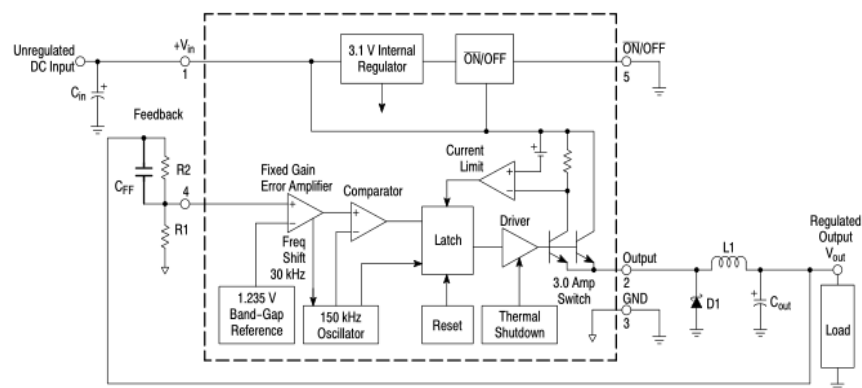 Unregulated
DC Input
+Vin
1
Cin
+
3.1 V Internal
Regulator
ON/OFF
ON/OFF
5
Feedback
CFF
R2
4
R1
Fixed Gain
Error Amplifier
+
−
Comparator
+
−
Current
Limit
+
−
+
Freq
Shift
30 kHz
Latch
Driver
1.235 V
Band-Gap
Reference
150 kHz
Oscillator
Reset
Thermal
Shutdown
3.0 Amp
Switch
Output
2
GND
3
L1
D1
+
Cout
Regulated
Output
Vout
Load